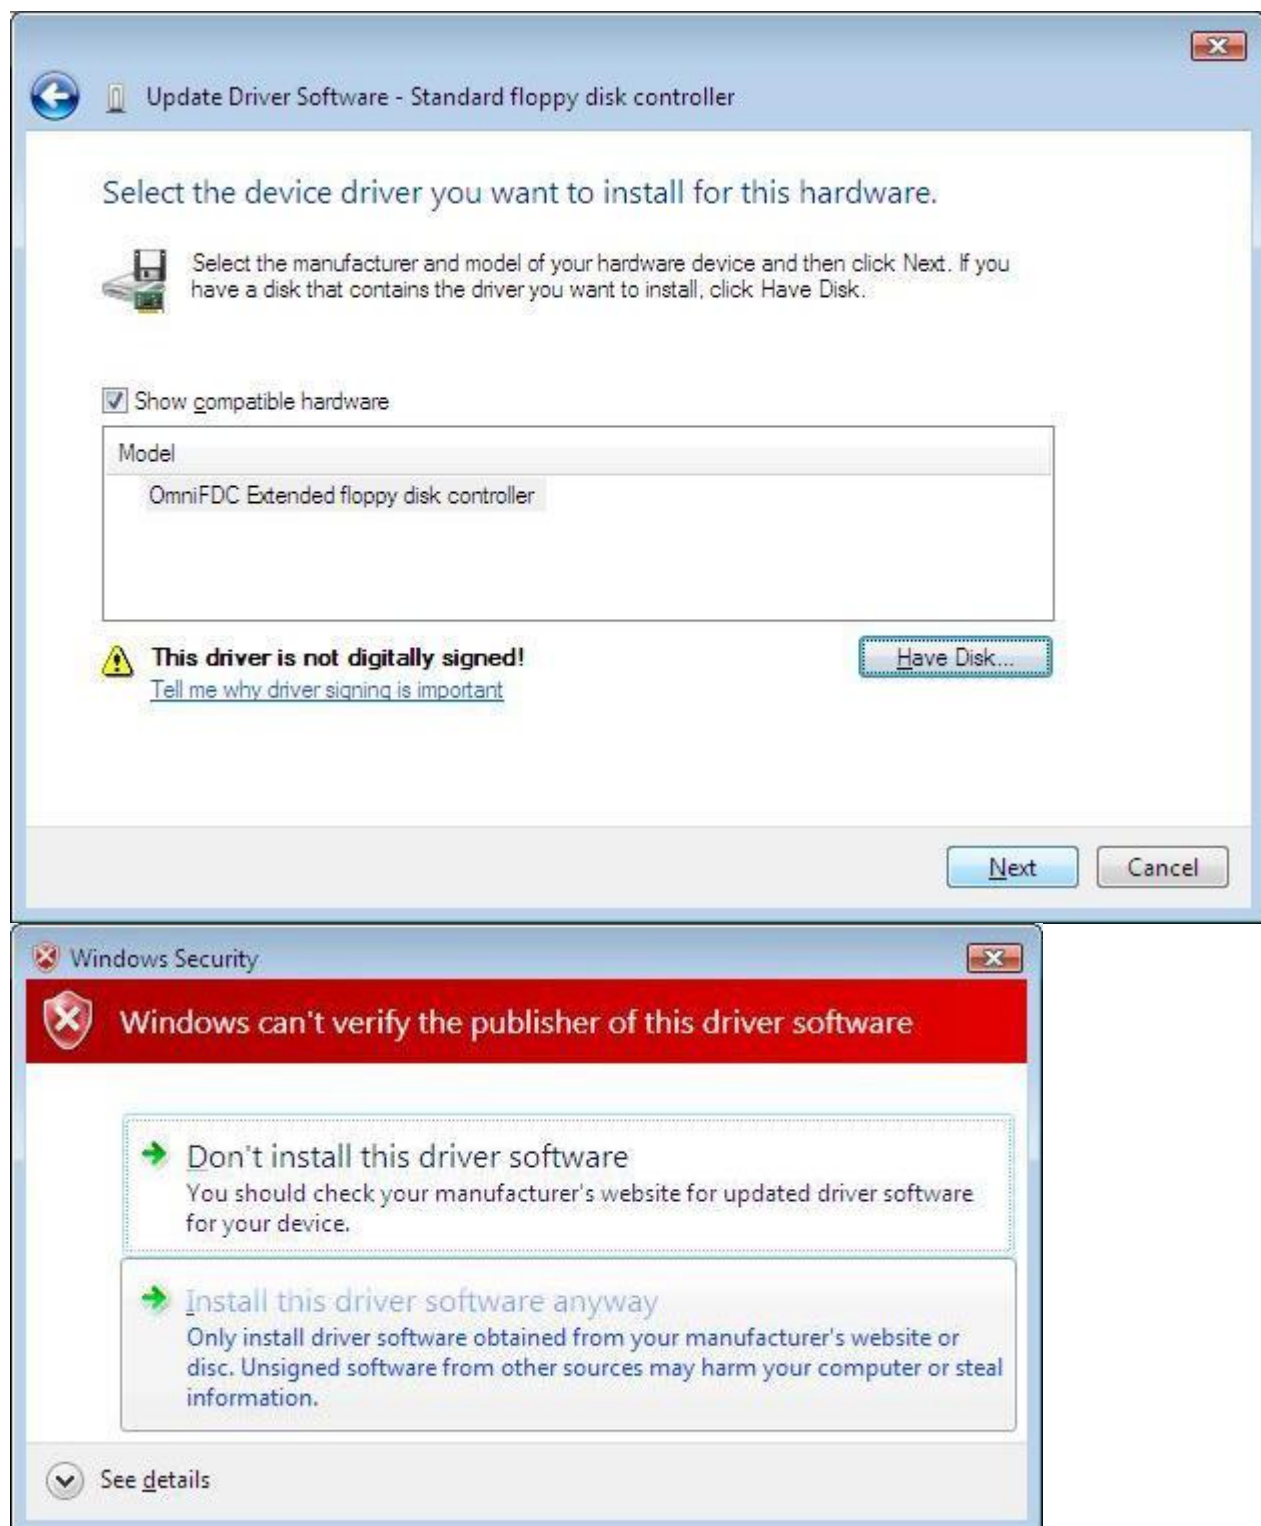 Update Driver Software - Standard floppy disk controller
Select the device driver you want to install for this hardware.
Select the manufacturer and model of your hardware device and then click Next. If you
have a disk that contains the driver you want to install, click Have Disk.
Show compatible hardware
Model
OmniFDC Extended floppy disk controller
This driver is not digitally signed!
Have Disk...
Tell me why driver signing is important
Next
Cancel
Windows Security
Windows can't verify the publisher of this driver software
Don't install this driver software
You should check your manufacturer's website for updated driver software
for your device.
Install this driver software anyway
Only install driver software obtained from your manufacturer's website or
disc. Unsigned software from other sources may harm your computer or steal
information.
See details